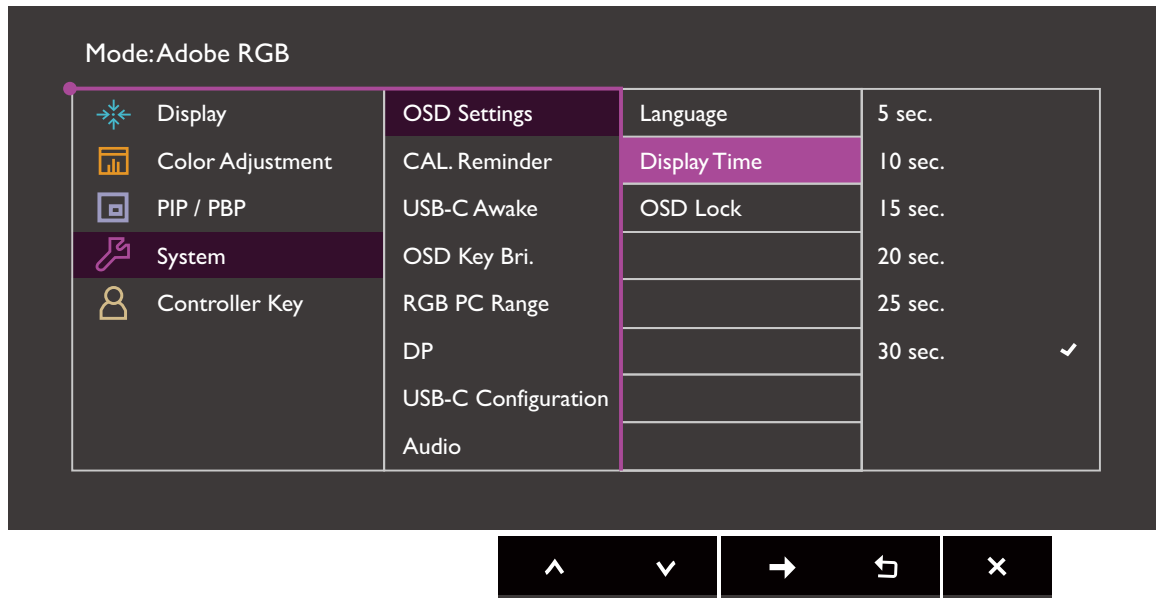 Mode: Adobe RGB
Display
Color Adjustment
PIP / PBP
System
Controller Key
OSD Settings
CAL. Reminder
USB-C Awake
OSD Key Bri.
RGB PC Range
DP
USB-C Configuration
Audio
Language
Display Time
OSD Lock
5 sec.
10 sec.
15 sec.
20 sec.
25 sec.
30 sec.